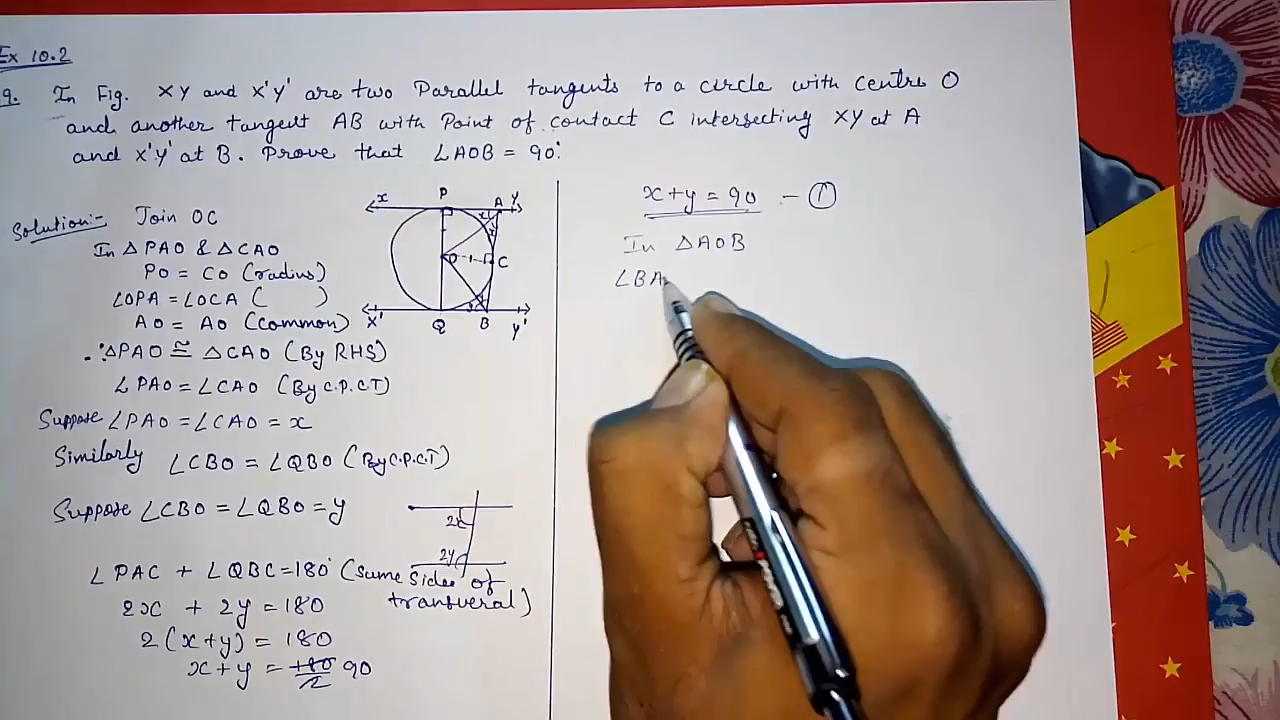 Ex 10.2
9. In Fig. XY and X'Y' are two Parallel tangents to a circle with centre O
and another tangent AB with Point of contact C intersecting XY at A
and X'Y' at B. Prove that ∠AOB = 90°.
Solution:- Join OC
In △PAO & △CAO
PO = CO (radius)
∠OPA = ∠OCA ( )
AO = AO (common)
∴ △PAO ≅ △CAO (By RHS)
∠PAO = ∠CAO (By C.P.C.T)
Suppose ∠PAO = ∠CAO = x
Similarly ∠CBO = ∠QBO (By C.P.C.T)
Suppose ∠CBO = ∠QBO = y
∠PAC + ∠QBC = 180° (Same Sides of
transversal)
2x + 2y = 180
2(x+y) = 180
x+y = 180/2 90
x P A Y
x
x
O C
y
y
X' Q B Y'
2x
2y
x+y = 90 - ①
In △AOB
∠BA